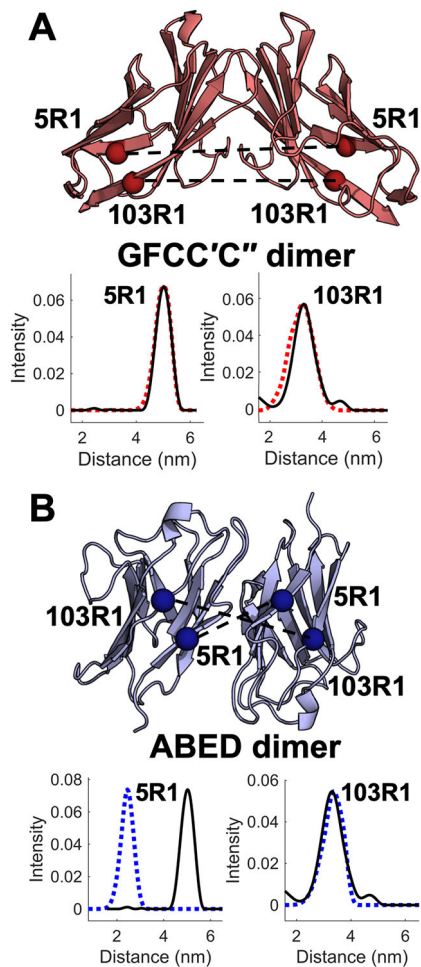 A
5R1
5R1
103R1
103R1
GFCC′C″ dimer
5R1
103R1
Intensity
0.06
0.04
0.02
0
2
4
6
Distance (nm)
Intensity
0.06
0.04
0.02
0
2
4
6
Distance (nm)
B
103R1
5R1
5R1
103R1
ABED dimer
5R1
103R1
Intensity
0.08
0.06
0.04
0.02
0
2
4
6
Distance (nm)
Intensity
0.06
0.04
0.02
0
2
4
6
Distance (nm)